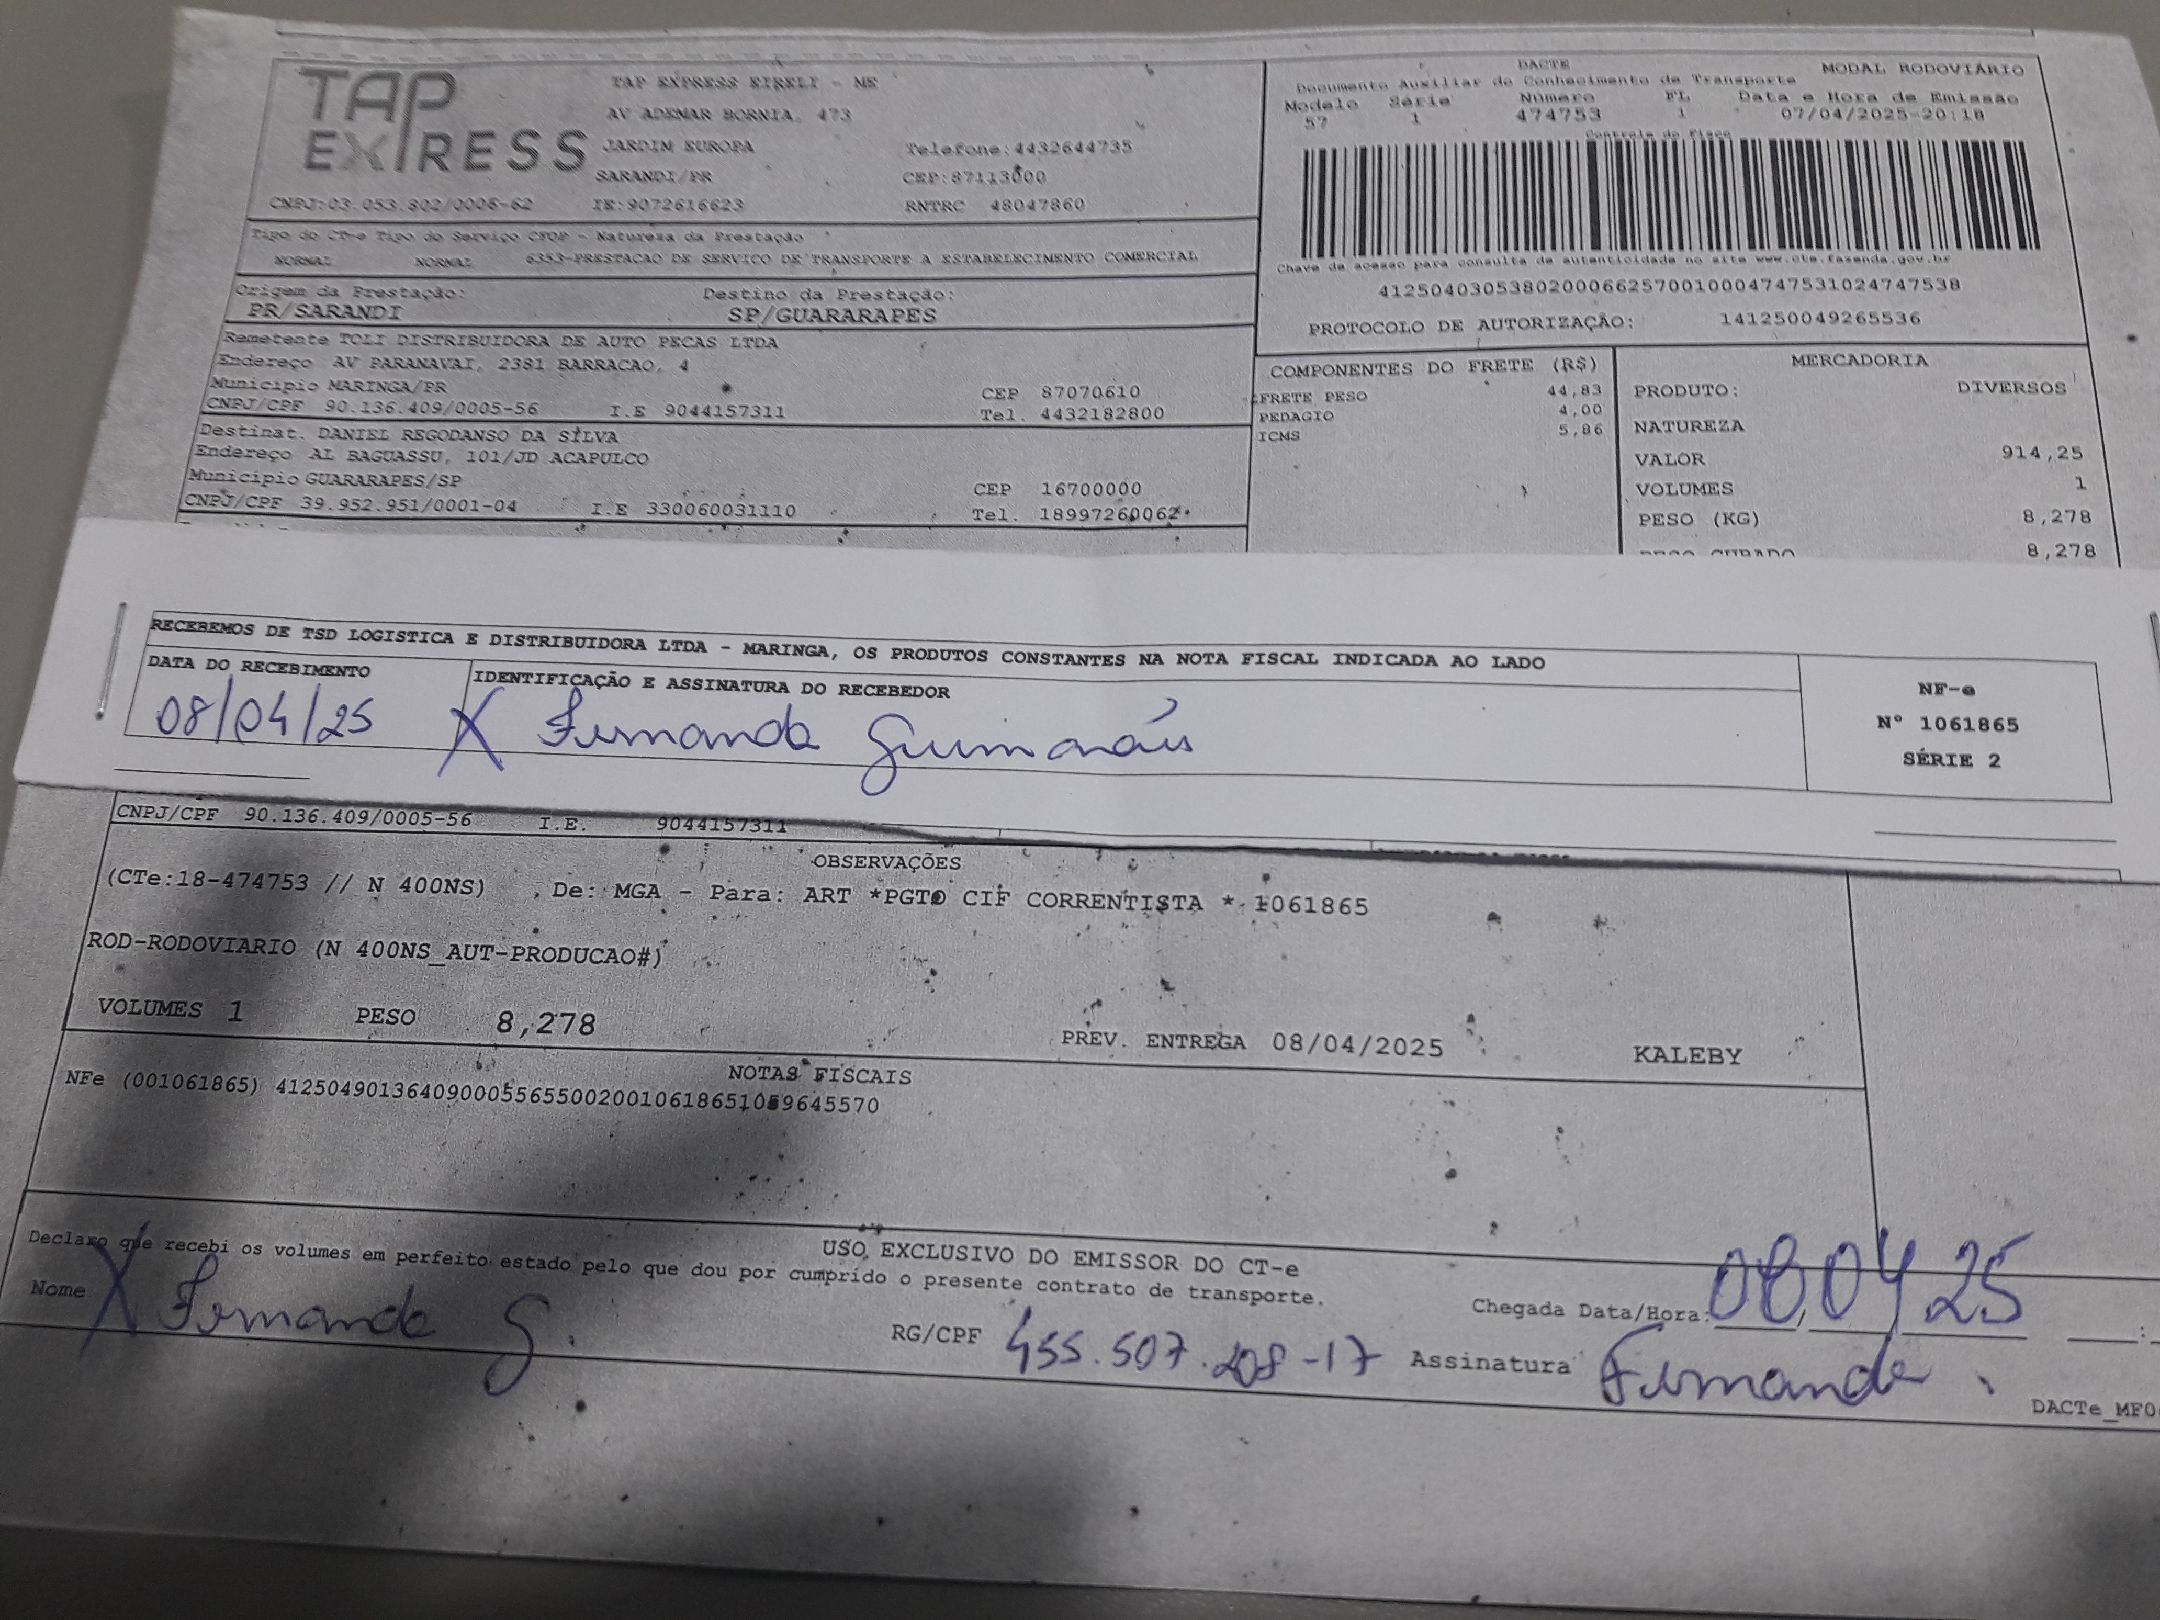 TAP EXPRESS
TAP EXPRESS EIRELI - ME
AV ADEMAR BORNIA, 473
JARDIM EUROPA Telefone:4432644735
SARANDI/PR CEP:87113000
CNPJ:03.053.802/0006-62 IE:9072616623 RNTRC 48047860
Tipo do CT-e Tipo do Serviço CFOP - Natureza da Prestação
NORMAL NORMAL 6353-PRESTACAO DE SERVICO DE TRANSPORTE A ESTABELECIMENTO COMERCIAL
Origem da Prestação: Destino da Prestação:
PR/SARANDI SP/GUARARAPES
Remetente TOLI DISTRIBUIDORA DE AUTO PECAS LTDA
Endereço AV PARANAVAI, 2381 BARRACAO, 4
Município MARINGA/PR CEP 87070610
CNPJ/CPF 90.136.409/0005-56 I.E 9044157311 Tel. 4432182800
Destinat. DANIEL REGODANSO DA SILVA
Endereço AL BAGUASSU, 101/JD ACAPULCO
Município GUARARAPES/SP CEP 16700000
CNPJ/CPF 39.952.951/0001-04 I.E 330060031110 Tel. 18997260062
DACTE
Documento Auxiliar do Conhecimento de Transporte MODAL RODOVIÁRIO
Modelo Série Número FL Data e Hora de Emissão
57 1 474753 1 07/04/2025-20:18
Controle do Fisco
Chave de acesso para consulta de autenticidade no site www.cte.fazenda.gov.br
41250403053802000662570010004747531024747538
PROTOCOLO DE AUTORIZAÇÃO: 141250049265536
COMPONENTES DO FRETE (R$)
FRETE PESO 44,83
PEDAGIO 4,00
ICMS 5,86
MERCADORIA
PRODUTO: DIVERSOS
NATUREZA
VALOR 914,25
VOLUMES 1
PESO (KG) 8,278
PESO CUBADO 8,278
RECEBEMOS DE TSD LOGISTICA E DISTRIBUIDORA LTDA - MARINGA, OS PRODUTOS CONSTANTES NA NOTA FISCAL INDICADA AO LADO
DATA DO RECEBIMENTO IDENTIFICAÇÃO E ASSINATURA DO RECEBEDOR
08/04/25 X Fernanda Guimarães
NF-e
Nº 1061865
SÉRIE 2
CNPJ/CPF 90.136.409/0005-56 I.E. 9044157311
OBSERVAÇÕES
(CTe:18-474753 // N 400NS) , De: MGA - Para: ART *PGTO CIF CORRENTISTA * 1061865
ROD-RODOVIARIO (N 400NS_AUT-PRODUCAO#)
VOLUMES 1 PESO 8,278 PREV. ENTREGA 08/04/2025 KALEBY
NOTAS FISCAIS
NFe (001061865) 41250490136409000556550020010618651059645570
USO EXCLUSIVO DO EMISSOR DO CT-e
Declaro que recebi os volumes em perfeito estado pelo que dou por cumprido o presente contrato de transporte.
Chegada Data/Hora: 08/04/25 :
Nome X Fernanda G. RG/CPF 455.507.208-17 Assinatura Fernanda
DACTe_MF0